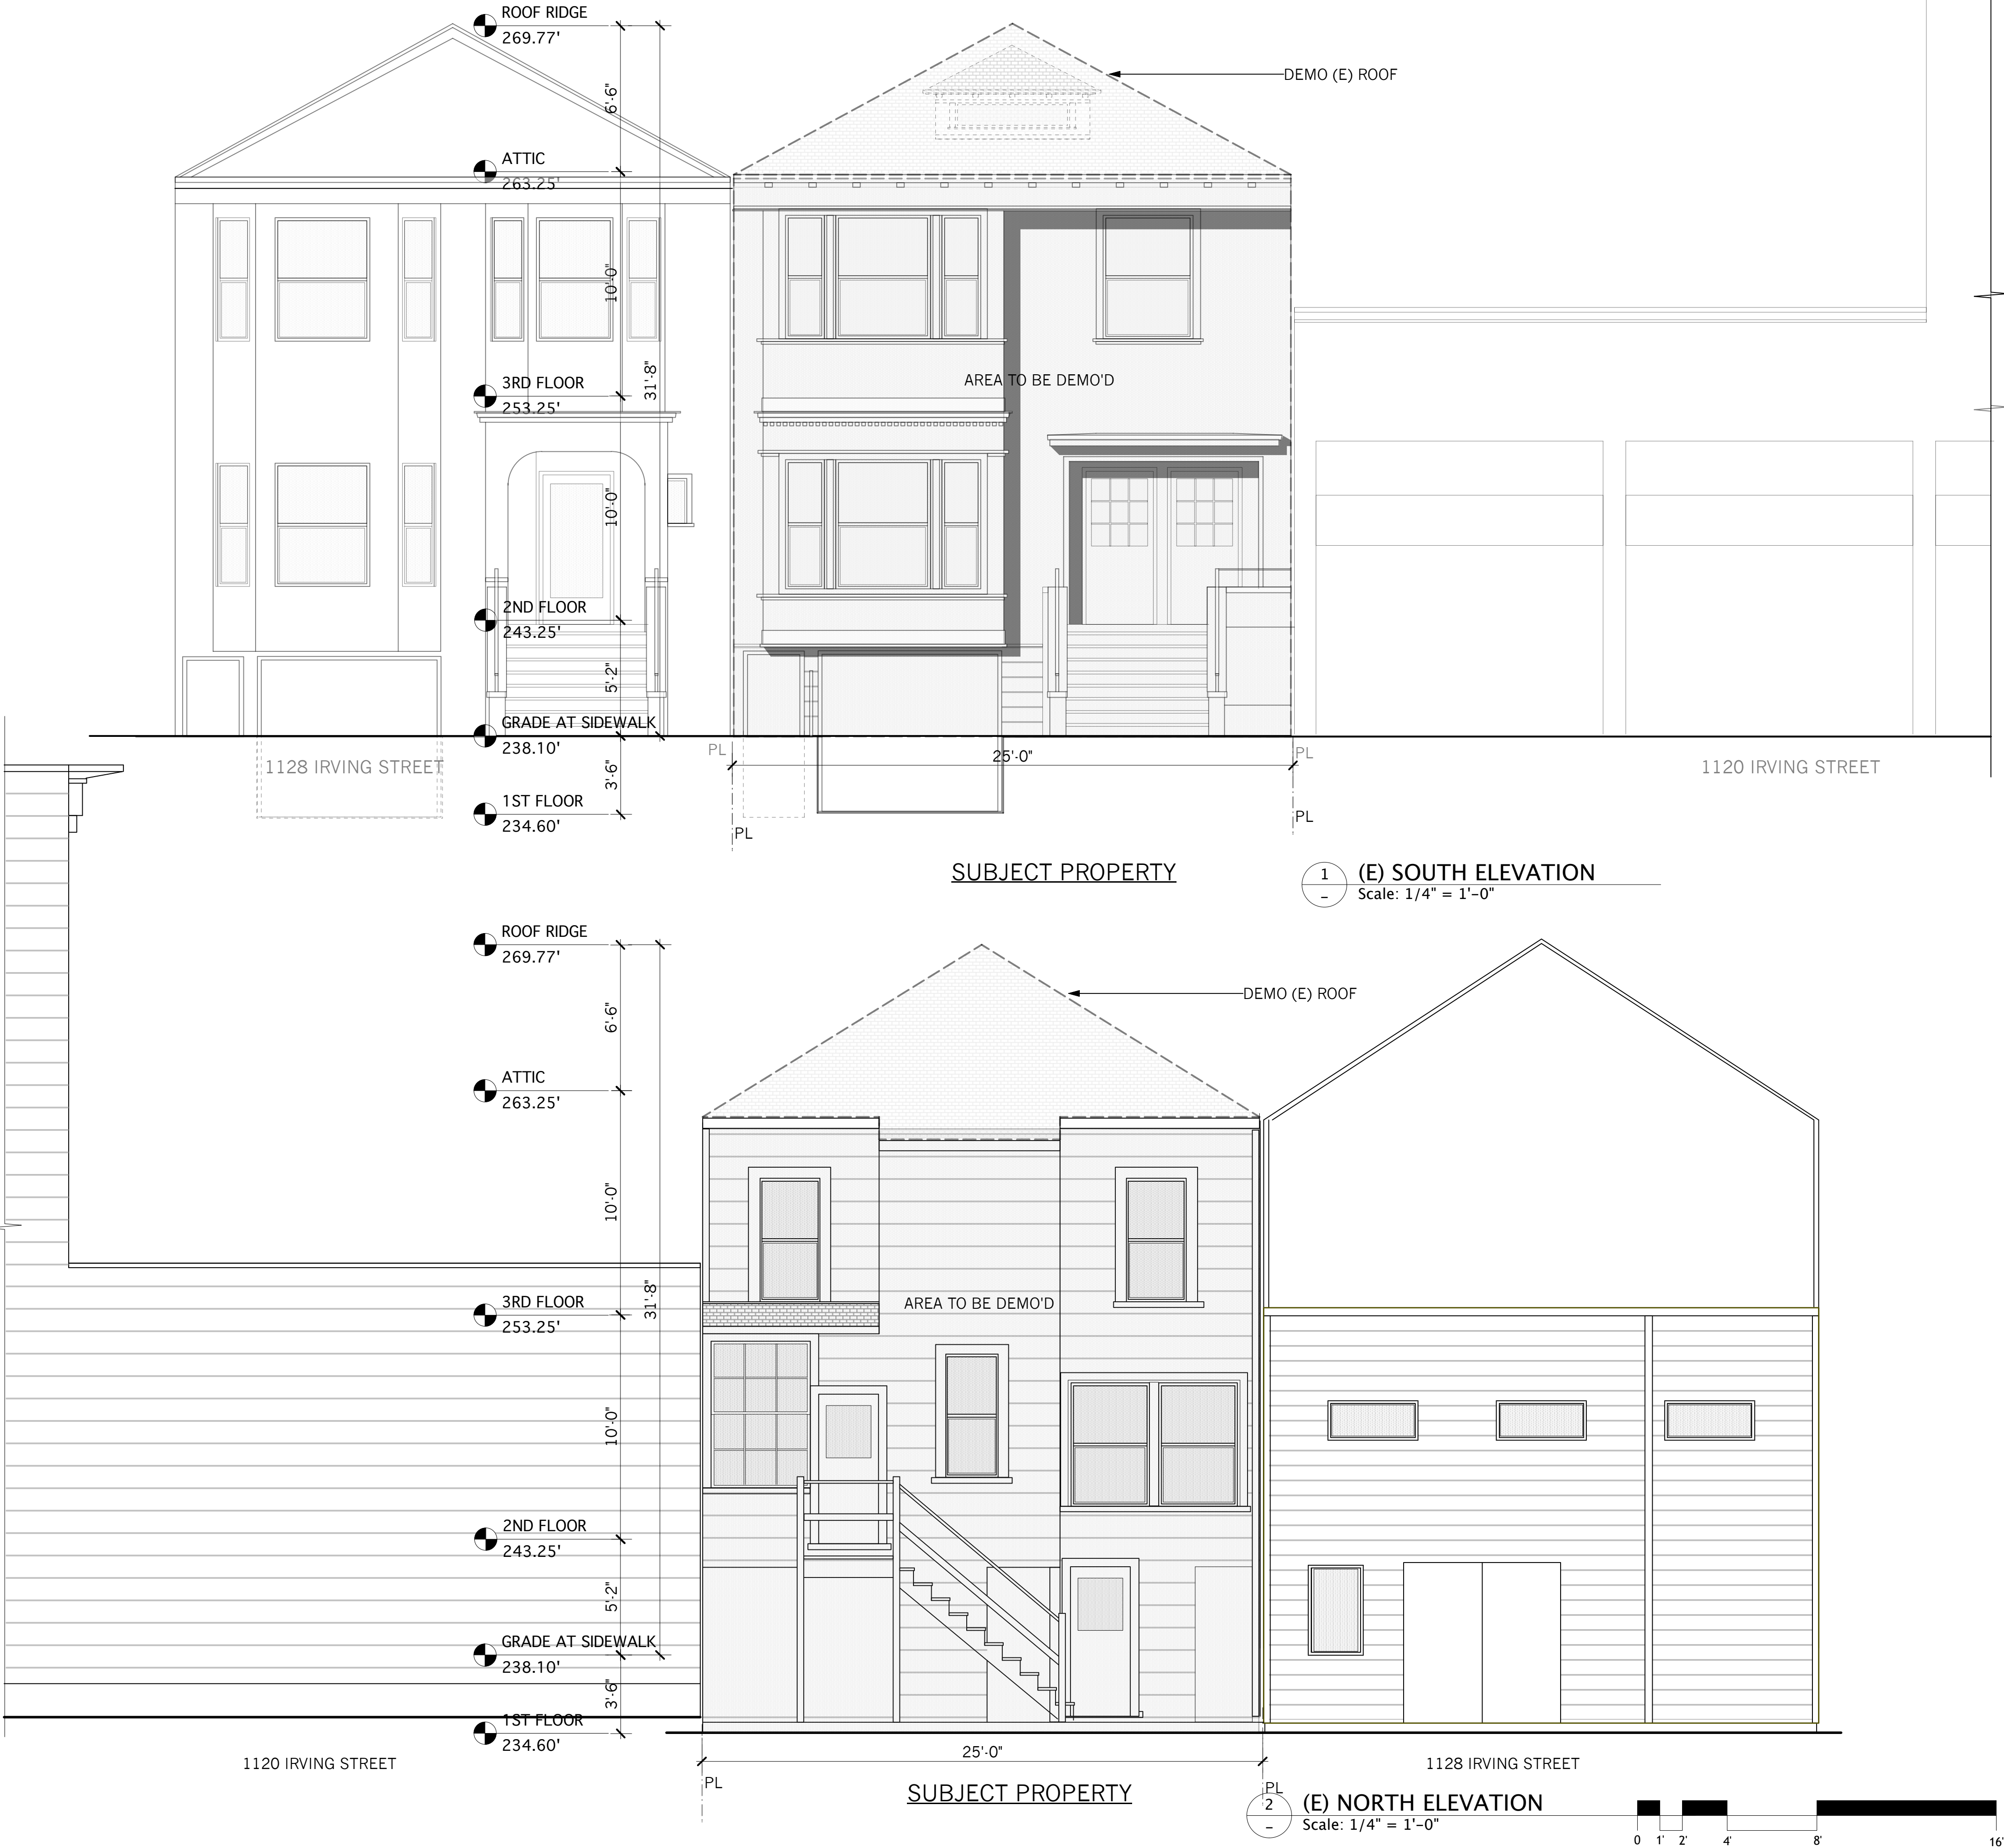 ROOF RIDGE
269.77'
6'-6"
DEMO (E) ROOF
ATTIC
263.25'
10'-0"
31'-8"
3RD FLOOR
253.25'
AREA TO BE DEMO'D
10'-0"
2ND FLOOR
243.25'
5'-2"
GRADE AT SIDEWALK
238.10'
PL
25'-0"
PL
1128 IRVING STREET
1120 IRVING STREET
3'-6"
1ST FLOOR
234.60'
PL
PL
SUBJECT PROPERTY
1
–
(E) SOUTH ELEVATION
Scale: 1/4" = 1'-0"
ROOF RIDGE
269.77'
DEMO (E) ROOF
6'-6"
ATTIC
263.25'
10'-0"
31'-8"
3RD FLOOR
253.25'
AREA TO BE DEMO'D
10'-0"
2ND FLOOR
243.25'
5'-2"
GRADE AT SIDEWALK
238.10'
3'-6"
1ST FLOOR
234.60'
25'-0"
1120 IRVING STREET
1128 IRVING STREET
PL
PL
SUBJECT PROPERTY
2
–
(E) NORTH ELEVATION
Scale: 1/4" = 1'-0"
0 1' 2' 4' 8' 16'